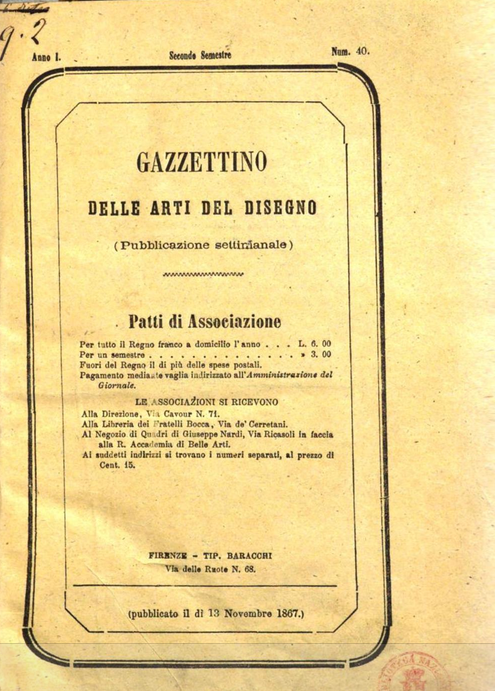 9.2
Anno I.
Secondo Semestre
Num. 40.
GAZZETTINO
DELLE ARTI DEL DISEGNO
(Pubblicazione settimanale)
Patti di Associazione
Per tutto il Regno franco a domicilio l'anno . . . L. 6. 00
Per un semestre . . . . . . . . . . . . . . . » 3. 00
Fuori del Regno il di più delle spese postali.
Pagamento mediante vaglia indirizzato all'Amministrazione del
Giornale.
LE ASSOCIAZIONI SI RICEVONO
Alla Direzione, Via Cavour N. 71.
Alla Libreria dei Fratelli Bocca, Via de' Cerretani.
Al Negozio di Quadri di Giuseppe Nardi, Via Ricasoli in faccia
alla R. Accademia di Belle Arti.
Ai suddetti indirizzi si trovano i numeri separati, al prezzo di
Cent. 15.
FIRENZE – TIP. BARACCHI
Via delle Ruote N. 68.
(pubblicato il dì 13 Novembre 1867.)